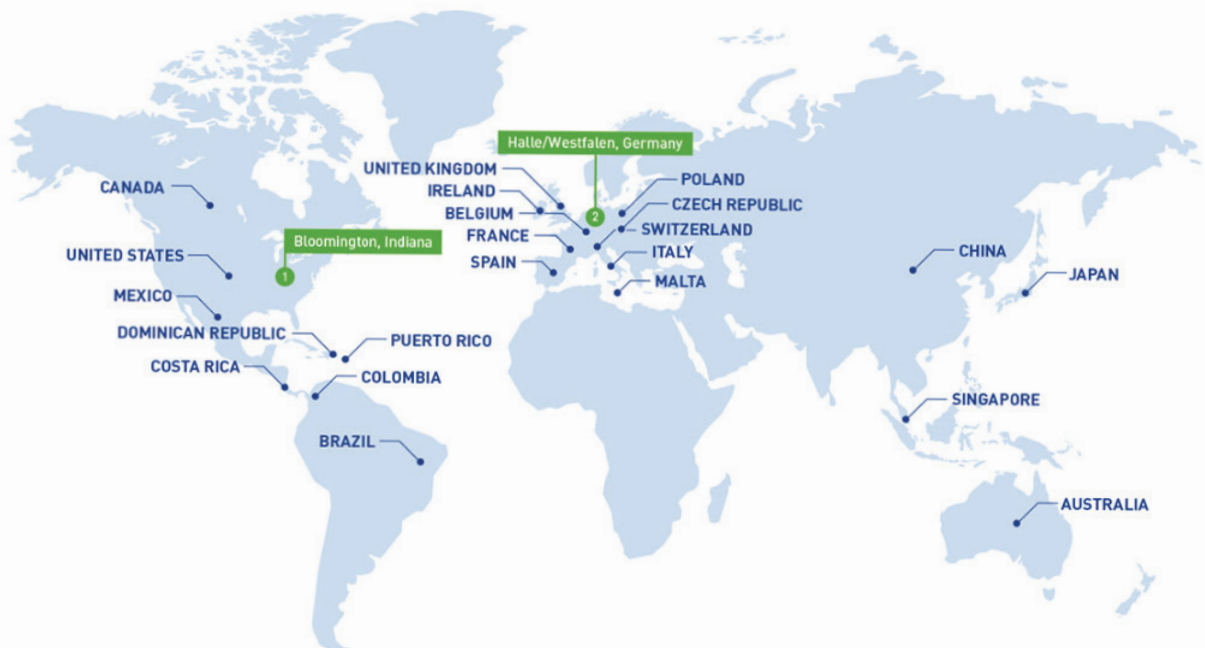 Halle/Westfalen, Germany
UNITED KINGDOM
POLAND
CANADA
IRELAND
CZECH REPUBLIC
BELGIUM
2
SWITZERLAND
FRANCE
Bloomington, Indiana
ITALY
CHINA
UNITED STATES
SPAIN
1
MALTA
JAPAN
MEXICO
DOMINICAN REPUBLIC
PUERTO RICO
COSTA RICA
COLOMBIA
SINGAPORE
BRAZIL
AUSTRALIA